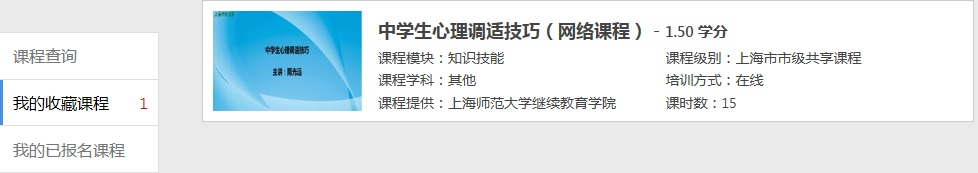 课程查询
我的收藏课程 1
我的已报名课程
中学生心理调适技巧
中学生心理调适技巧（网络课程） - 1.50 学分
课程模块：知识技能
课程级别：上海市市级共享课程
课程学科：其他
培训方式：在线
课程提供：上海师范大学继续教育学院
课时数：15